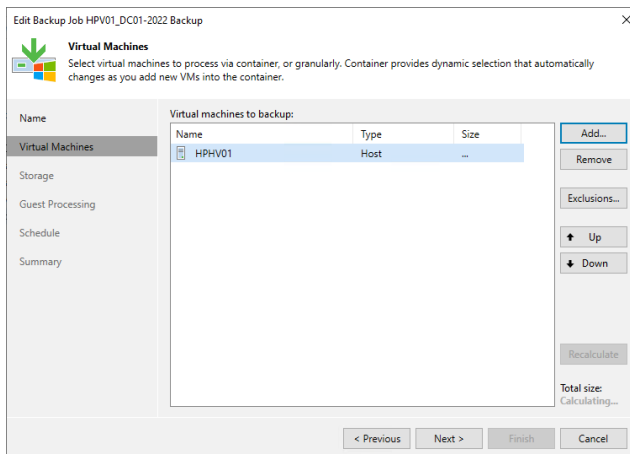 Edit Backup Job HPV01_DC01-2022 Backup
Virtual Machines
Select virtual machines to process via container, or granularly. Container provides dynamic selection that automatically
changes as you add new VMs into the container.
Name
Virtual Machines
Storage
Guest Processing
Schedule
Summary
Virtual machines to backup:
Name Type Size
HPHV01 Host ...
Add...
Remove
Exclusions...
Up
Down
Recalculate
Total size:
Calculating...
< Previous
Next >
Finish
Cancel